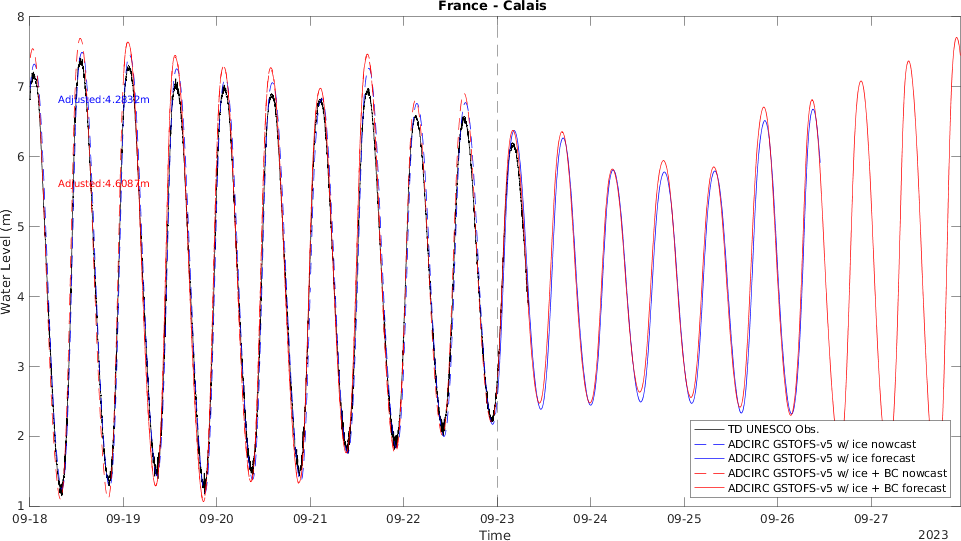 France - Calais
8
7
6
5
4
3
2
1
Water Level (m)
Adjusted:4.2832m
Adjusted:4.6087m
TD UNESCO Obs.
ADCIRC GSTOFS-v5 w/ ice nowcast
ADCIRC GSTOFS-v5 w/ ice forecast
ADCIRC GSTOFS-v5 w/ ice + BC nowcast
ADCIRC GSTOFS-v5 w/ ice + BC forecast
09-18 09-19 09-20 09-21 09-22 09-23 09-24 09-25 09-26 09-27
Time
2023